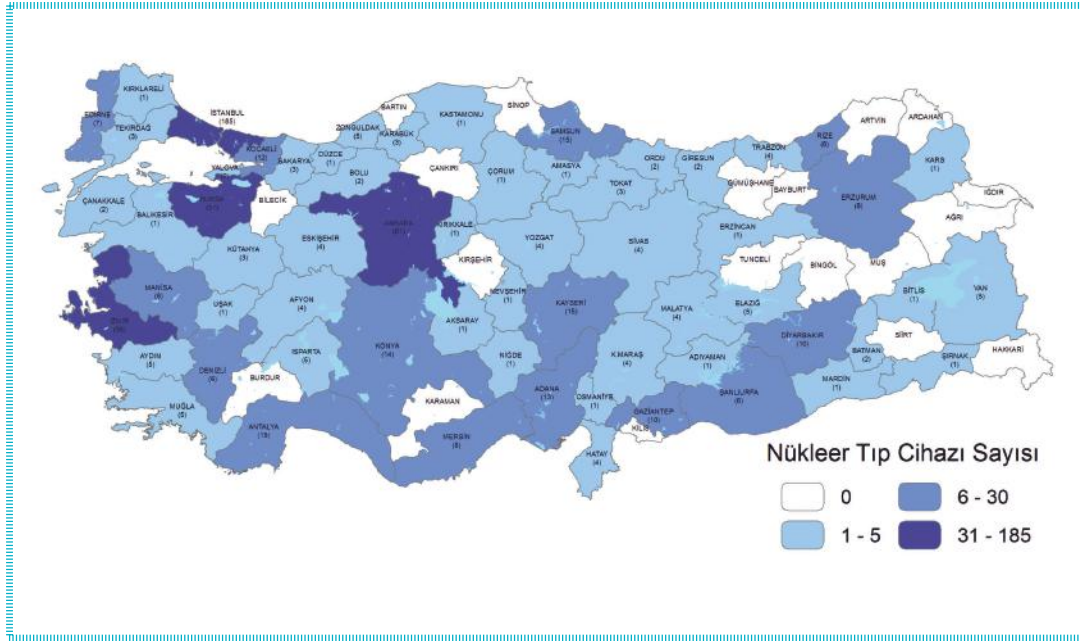 KIRKLARELİ
(1)
EDİRNE
(7)
TEKİRDAĞ
(3)
İSTANBUL
(185)
KOCAELİ
(12)
YALOVA
SAKARYA
(3)
DÜZCE
(1)
ZONGULDAK
(5)
BARTIN
KARABÜK
(3)
KASTAMONU
(1)
SİNOP
SAMSUN
(15)
BOLU
(2)
ÇANKIRI
ÇORUM
(1)
AMASYA
(1)
TOKAT
(3)
ORDU
(2)
GİRESUN
(2)
TRABZON
(4)
RİZE
(6)
ARTVİN
ARDAHAN
KARS
(1)
GÜMÜŞHANE
BAYBURT
ERZURUM
(8)
IĞDIR
AĞRI
ÇANAKKALE
(2)
BALIKESİR
(1)
BURSA
BİLECİK
KÜTAHYA
(3)
ESKİŞEHİR
(4)
ANKARA
KIRIKKALE
(1)
KIRŞEHİR
YOZGAT
(4)
SİVAS
(4)
ERZİNCAN
(1)
TUNCELİ
BİNGÖL
MUŞ
BİTLİS
(1)
VAN
(5)
MANİSA
İZMİR
UŞAK
(1)
AFYON
(4)
NEVŞEHİR
(1)
KAYSERİ
MALATYA
(4)
ELAZIĞ
(5)
DİYARBAKIR
(10)
BATMAN
(2)
SİİRT
ŞIRNAK
(1)
HAKKARİ
AYDIN
(5)
DENİZLİ
ISPARTA
(5)
KONYA
(14)
AKSARAY
(1)
NİĞDE
(1)
K.MARAŞ
(4)
ADIYAMAN
(1)
ŞANLIURFA
(6)
MARDİN
(1)
MUĞLA
(5)
BURDUR
ANTALYA
KARAMAN
MERSİN
ADANA
(13)
OSMANİYE
(1)
GAZİANTEP
(10)
KİLİS
HATAY
(4)
Nükleer Tıp Cihazı Sayısı
0
6 - 30
1 - 5
31 - 185